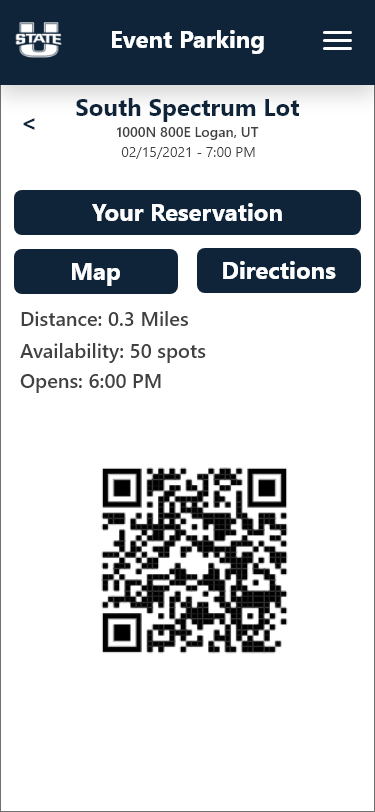 U
STATE
Event Parking
<
South Spectrum Lot
1000N 800E Logan, UT
02/15/2021 - 7:00 PM
Your Reservation
Map
Directions
Distance: 0.3 Miles
Availability: 50 spots
Opens: 6:00 PM